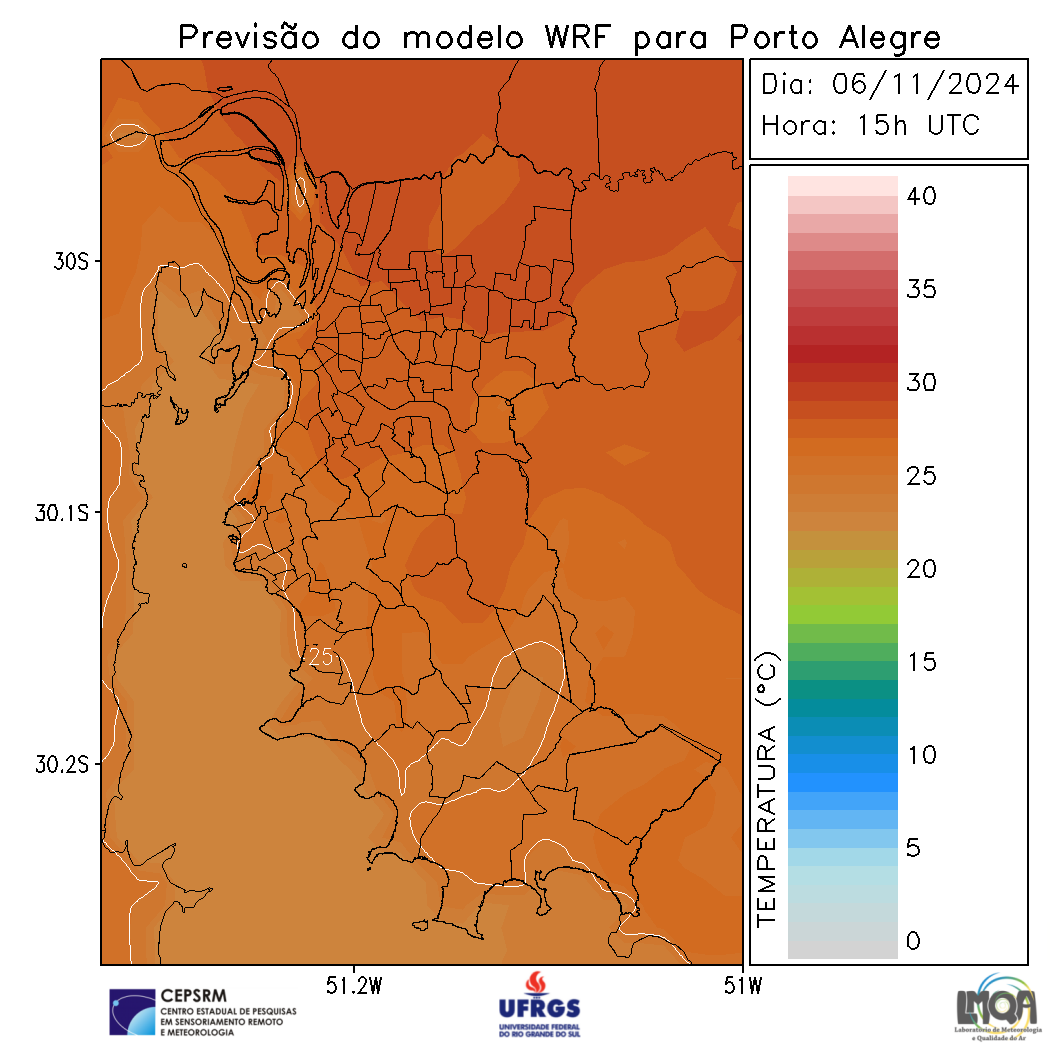 Previsão do modelo WRF para Porto Alegre
Dia: 06/11/2024
Hora: 15h UTC
40
35
30
25
20
15
10
5
0
TEMPERATURA (°C)
30S
30.1S
30.2S
25
51.2W
51W
CEPSRM
CENTRO ESTADUAL DE PESQUISAS
EM SENSORIAMENTO REMOTO
E METEOROLOGIA
UFRGS
UNIVERSIDADE FEDERAL
DO RIO GRANDE DO SUL
LMQA
Laboratório de Meteorologia
e Qualidade do Ar